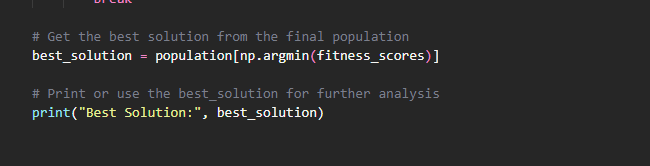 break
# Get the best solution from the final population
best_solution = population[np.argmin(fitness_scores)]
# Print or use the best_solution for further analysis
print("Best Solution:", best_solution)